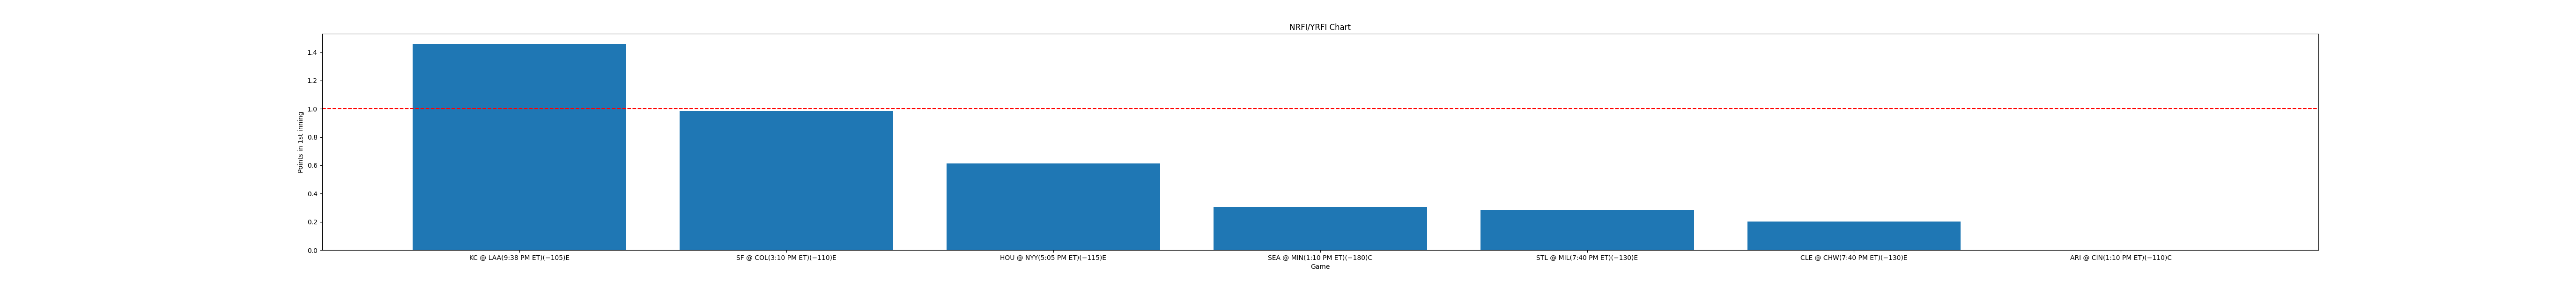 NRFI/YRFI Chart
Points in 1st inning
1.4
1.2
1.0
0.8
0.6
0.4
0.2
0.0
KC @ LAA(9:38 PM ET)(−105)E
SF @ COL(3:10 PM ET)(−110)E
HOU @ NYY(5:05 PM ET)(−115)E
SEA @ MIN(1:10 PM ET)(−180)C
STL @ MIL(7:40 PM ET)(−130)E
CLE @ CHW(7:40 PM ET)(−130)E
ARI @ CIN(1:10 PM ET)(−110)C
Game